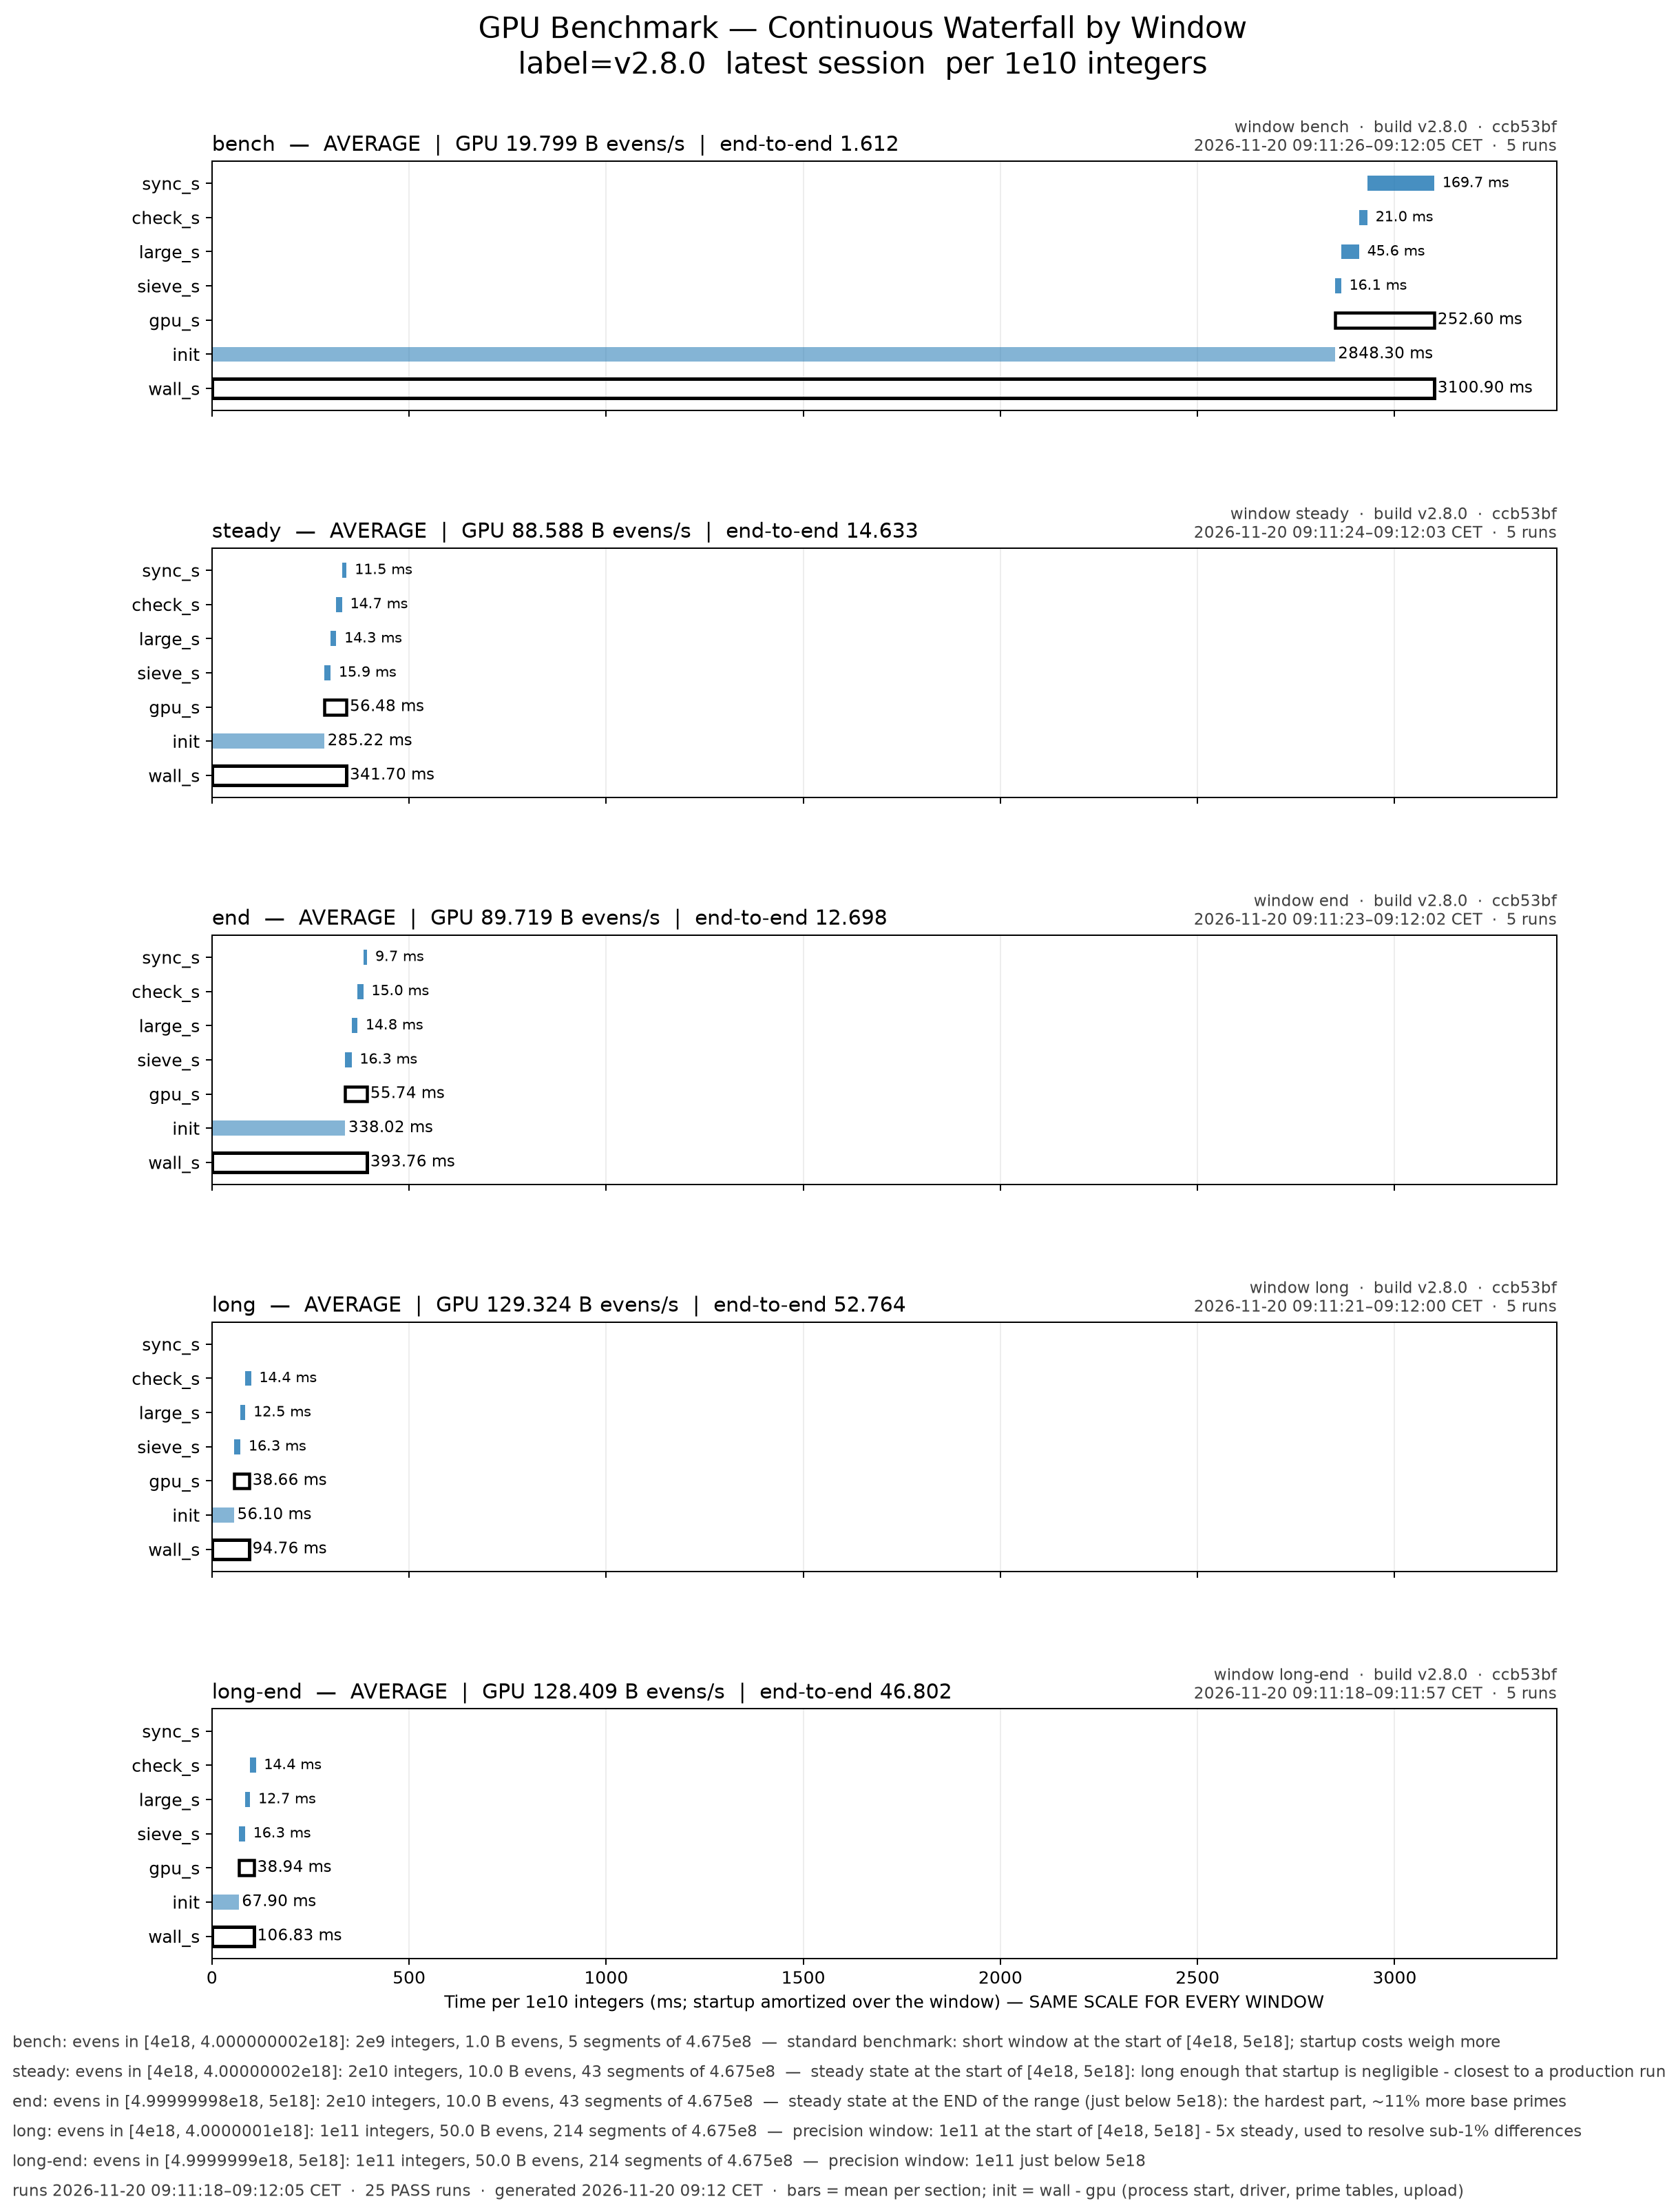 GPU Benchmark — Continuous Waterfall by Window
label=v2.8.0  latest session  per 1e10 integers
window bench · build v2.8.0 · ccb53bf
bench — AVERAGE | GPU 19.799 B evens/s | end-to-end 1.612
2026-11-20 09:11:26–09:12:05 CET · 5 runs
sync_s 169.7 ms
check_s 21.0 ms
large_s 45.6 ms
sieve_s 16.1 ms
gpu_s 252.60 ms
init 2848.30 ms
wall_s 3100.90 ms
window steady · build v2.8.0 · ccb53bf
steady — AVERAGE | GPU 88.588 B evens/s | end-to-end 14.633
2026-11-20 09:11:24–09:12:03 CET · 5 runs
sync_s 11.5 ms
check_s 14.7 ms
large_s 14.3 ms
sieve_s 15.9 ms
gpu_s 56.48 ms
init 285.22 ms
wall_s 341.70 ms
window end · build v2.8.0 · ccb53bf
end — AVERAGE | GPU 89.719 B evens/s | end-to-end 12.698
2026-11-20 09:11:23–09:12:02 CET · 5 runs
sync_s 9.7 ms
check_s 15.0 ms
large_s 14.8 ms
sieve_s 16.3 ms
gpu_s 55.74 ms
init 338.02 ms
wall_s 393.76 ms
window long · build v2.8.0 · ccb53bf
long — AVERAGE | GPU 129.324 B evens/s | end-to-end 52.764
2026-11-20 09:11:21–09:12:00 CET · 5 runs
sync_s
check_s 14.4 ms
large_s 12.5 ms
sieve_s 16.3 ms
gpu_s 38.66 ms
init 56.10 ms
wall_s 94.76 ms
window long-end · build v2.8.0 · ccb53bf
long-end — AVERAGE | GPU 128.409 B evens/s | end-to-end 46.802
2026-11-20 09:11:18–09:11:57 CET · 5 runs
sync_s
check_s 14.4 ms
large_s 12.7 ms
sieve_s 16.3 ms
gpu_s 38.94 ms
init 67.90 ms
wall_s 106.83 ms
0 500 1000 1500 2000 2500 3000
Time per 1e10 integers (ms; startup amortized over the window) — SAME SCALE FOR EVERY WINDOW
bench: evens in [4e18, 4.000000002e18]: 2e9 integers, 1.0 B evens, 5 segments of 4.675e8 — standard benchmark: short window at the start of [4e18, 5e18]; startup costs weigh more
steady: evens in [4e18, 4.00000002e18]: 2e10 integers, 10.0 B evens, 43 segments of 4.675e8 — steady state at the start of [4e18, 5e18]: long enough that startup is negligible - closest to a production run
end: evens in [4.99999998e18, 5e18]: 2e10 integers, 10.0 B evens, 43 segments of 4.675e8 — steady state at the END of the range (just below 5e18): the hardest part, ~11% more base primes
long: evens in [4e18, 4.0000001e18]: 1e11 integers, 50.0 B evens, 214 segments of 4.675e8 — precision window: 1e11 at the start of [4e18, 5e18] - 5x steady, used to resolve sub-1% differences
long-end: evens in [4.9999999e18, 5e18]: 1e11 integers, 50.0 B evens, 214 segments of 4.675e8 — precision window: 1e11 just below 5e18
runs 2026-11-20 09:11:18–09:12:05 CET · 25 PASS runs · generated 2026-11-20 09:12 CET · bars = mean per section; init = wall - gpu (process start, driver, prime tables, upload)